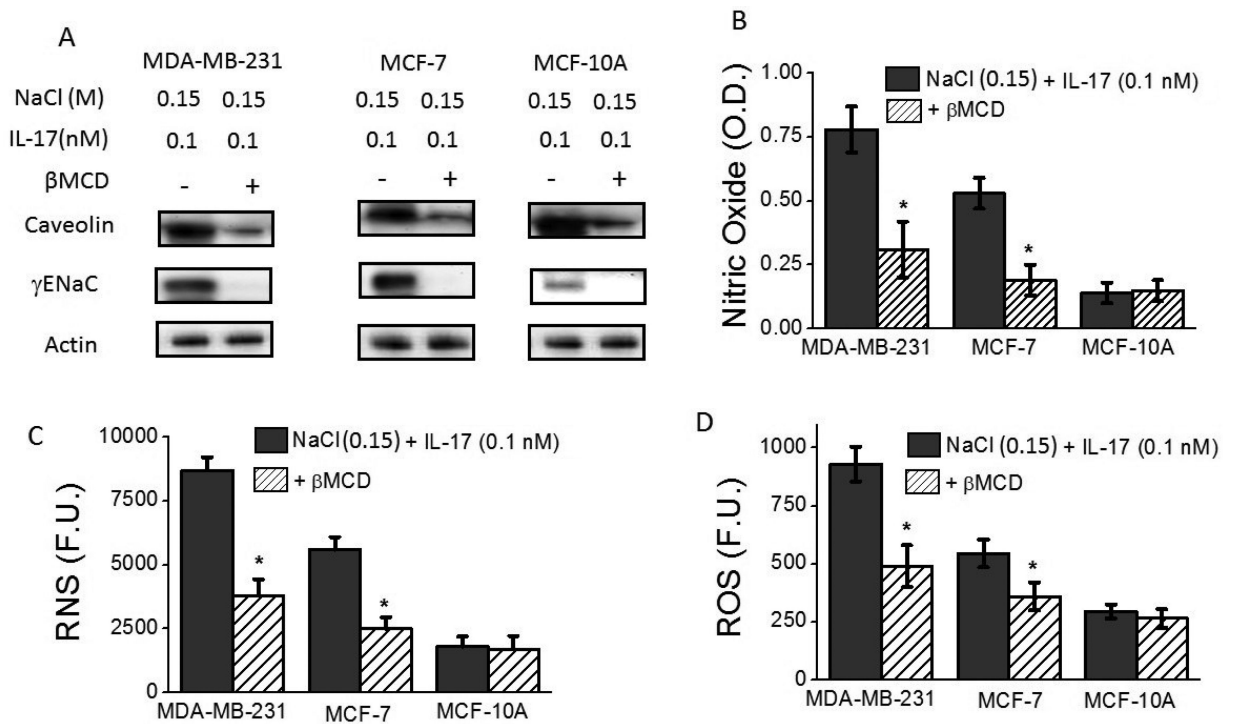 A
MDA-MB-231 MCF-7 MCF-10A
NaCl (M) 0.15 0.15 0.15 0.15 0.15 0.15
IL-17(nM) 0.1 0.1 0.1 0.1 0.1 0.1
βMCD - + - + - +
Caveolin
γENaC
Actin
B
Nitric Oxide (O.D.)
1.00
0.75
0.50
0.25
0.00
NaCl (0.15) + IL-17 (0.1 nM)
+ βMCD
*
*
MDA-MB-231 MCF-7 MCF-10A
C
RNS (F.U.)
10000
7500
5000
2500
0
NaCl (0.15) + IL-17 (0.1 nM)
+ βMCD
*
*
MDA-MB-231 MCF-7 MCF-10A
D
ROS (F.U.)
1000
750
500
250
0
NaCl (0.15) + IL-17 (0.1 nM)
+ βMCD
*
*
MDA-MB-231 MCF-7 MCF-10A